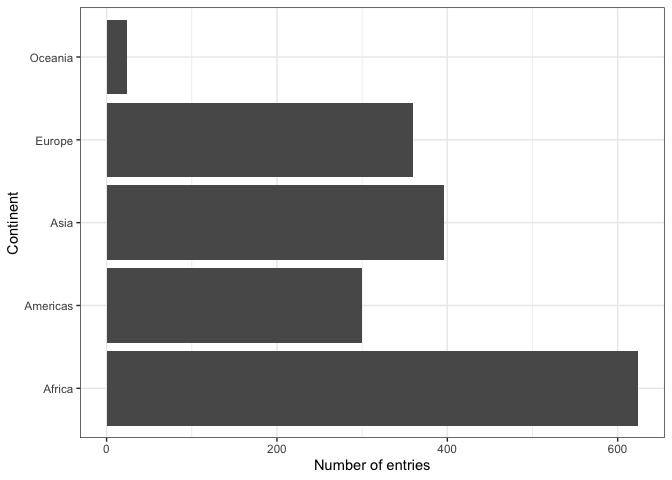 Oceania
Europe
Asia
Americas
Africa
Continent
0 200 400 600
Number of entries